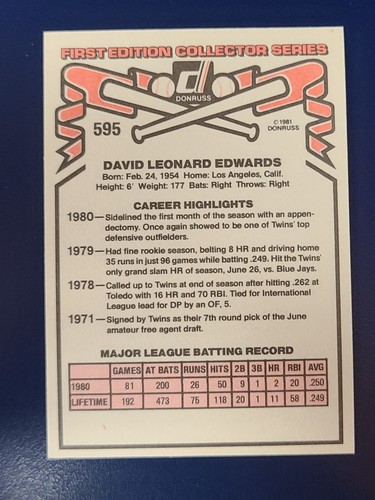 FIRST EDITION COLLECTOR SERIES
d
DONRUSS
595
©1981
DONRUSS
DAVID LEONARD EDWARDS
Born: Feb. 24, 1954 Home: Los Angeles, Calif.
Height: 6' Weight: 177 Bats: Right Throws: Right
CAREER HIGHLIGHTS
1980—Sidelined the first month of the season with an appen-
dectomy. Once again showed to be one of Twins' top
defensive outfielders.
1979—Had fine rookie season, belting 8 HR and driving home
35 runs in just 96 games while batting .249. Hit the Twins'
only grand slam HR of season, June 26, vs. Blue Jays.
1978—Called up to Twins at end of season after hitting .262 at
Toledo with 16 HR and 70 RBI. Tied for International
League lead for DP by an OF, 5.
1971—Signed by Twins as their 7th round pick of the June
amateur free agent draft.
MAJOR LEAGUE BATTING RECORD
GAMES AT BATS RUNS HITS 2B 3B HR RBI AVG
1980 81 200 26 50 9 1 2 20 .250
LIFETIME 192 473 75 118 20 1 11 58 .249